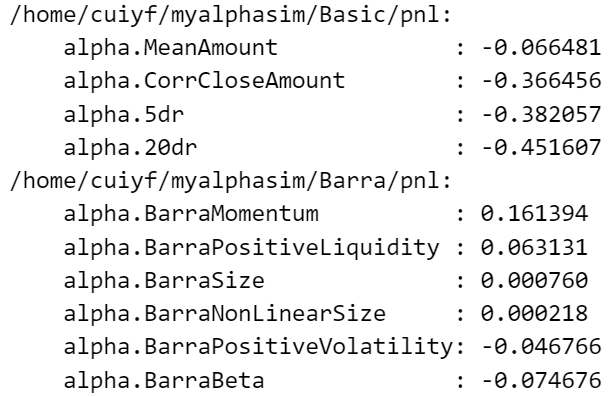 /home/cuiyf/myalphasim/Basic/pnl:
    alpha.MeanAmount             : -0.066481
    alpha.CorrCloseAmount        : -0.366456
    alpha.5dr                    : -0.382057
    alpha.20dr                   : -0.451607
/home/cuiyf/myalphasim/Barra/pnl:
    alpha.BarraMomentum          : 0.161394
    alpha.BarraPositiveLiquidity : 0.063131
    alpha.BarraSize              : 0.000760
    alpha.BarraNonLinearSize     : 0.000218
    alpha.BarraPositiveVolatility: -0.046766
    alpha.BarraBeta              : -0.074676